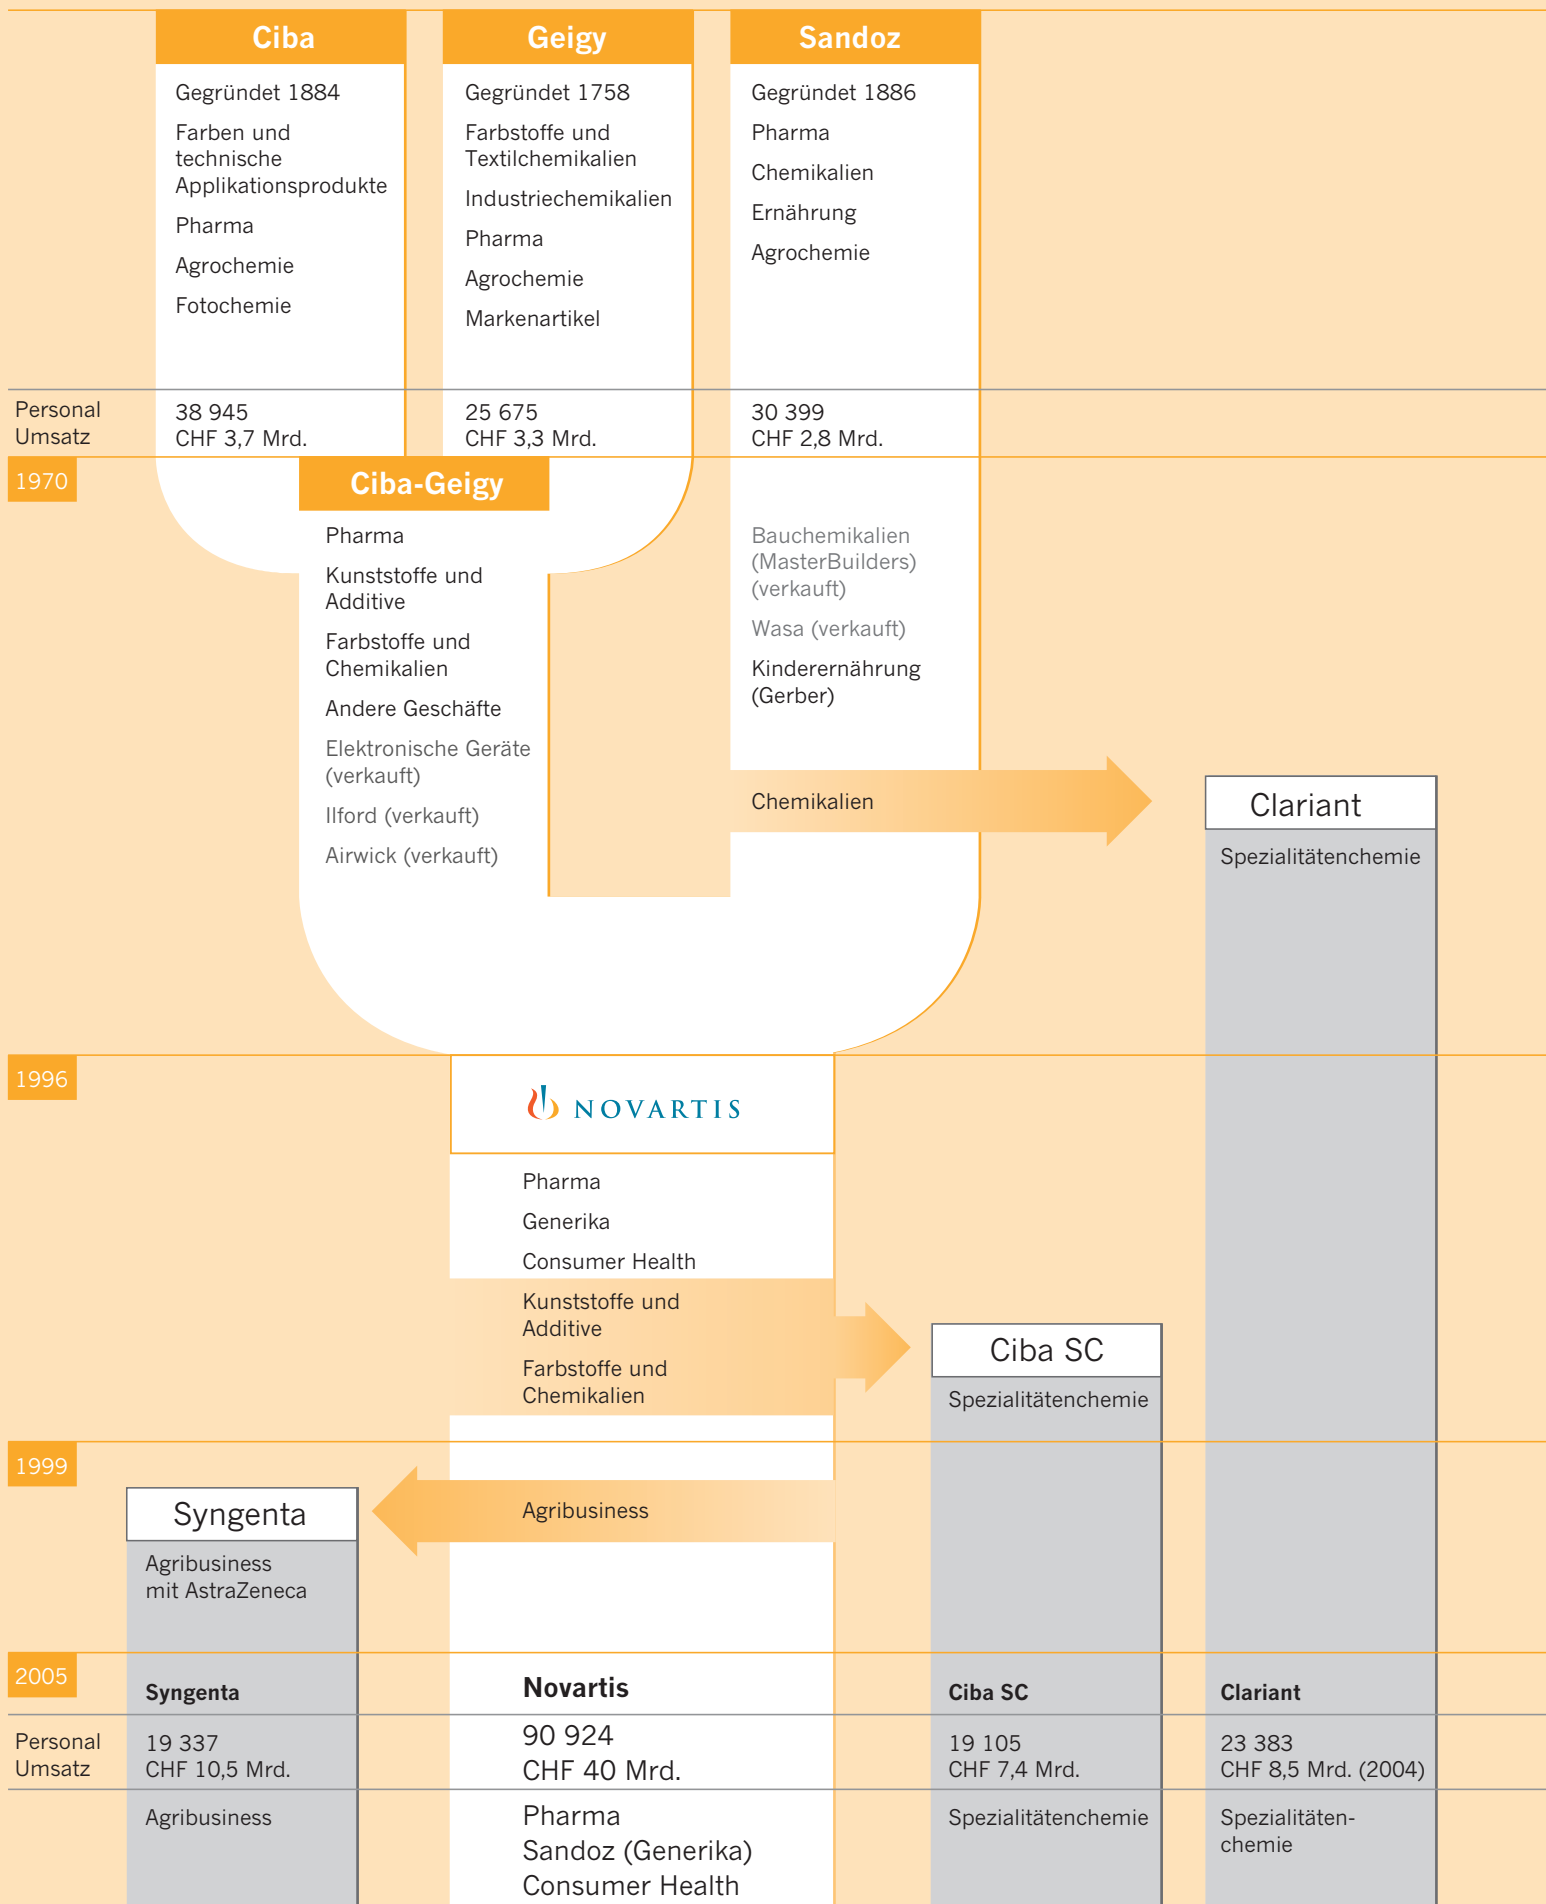 Ciba
Gegründet 1884
Farben und
technische
Applikationsprodukte
Pharma
Agrochemie
Fotochemie
Geigy
Gegründet 1758
Farbstoffe und
Textilchemikalien
Industriechemikalien
Pharma
Agrochemie
Markenartikel
Sandoz
Gegründet 1886
Pharma
Chemikalien
Ernährung
Agrochemie
Personal
Umsatz
38 945
CHF 3,7 Mrd.
25 675
CHF 3,3 Mrd.
30 399
CHF 2,8 Mrd.
1970
Ciba-Geigy
Pharma
Kunststoffe und
Additive
Farbstoffe und
Chemikalien
Andere Geschäfte
Elektronische Geräte
(verkauft)
Ilford (verkauft)
Airwick (verkauft)
Bauchemikalien
(MasterBuilders)
(verkauft)
Wasa (verkauft)
Kinderernährung
(Gerber)
Chemikalien
Clariant
Spezialitätenchemie
1996
NOVARTIS
Pharma
Generika
Consumer Health
Kunststoffe und
Additive
Farbstoffe und
Chemikalien
Ciba SC
Spezialitätenchemie
1999
Syngenta
Agribusiness
mit AstraZeneca
Agribusiness
2005
Syngenta
Novartis
Ciba SC
Clariant
Personal
Umsatz
19 337
CHF 10,5 Mrd.
90 924
CHF 40 Mrd.
19 105
CHF 7,4 Mrd.
23 383
CHF 8,5 Mrd. (2004)
Agribusiness
Pharma
Sandoz (Generika)
Consumer Health
Spezialitätenchemie
Spezialitäten-
chemie